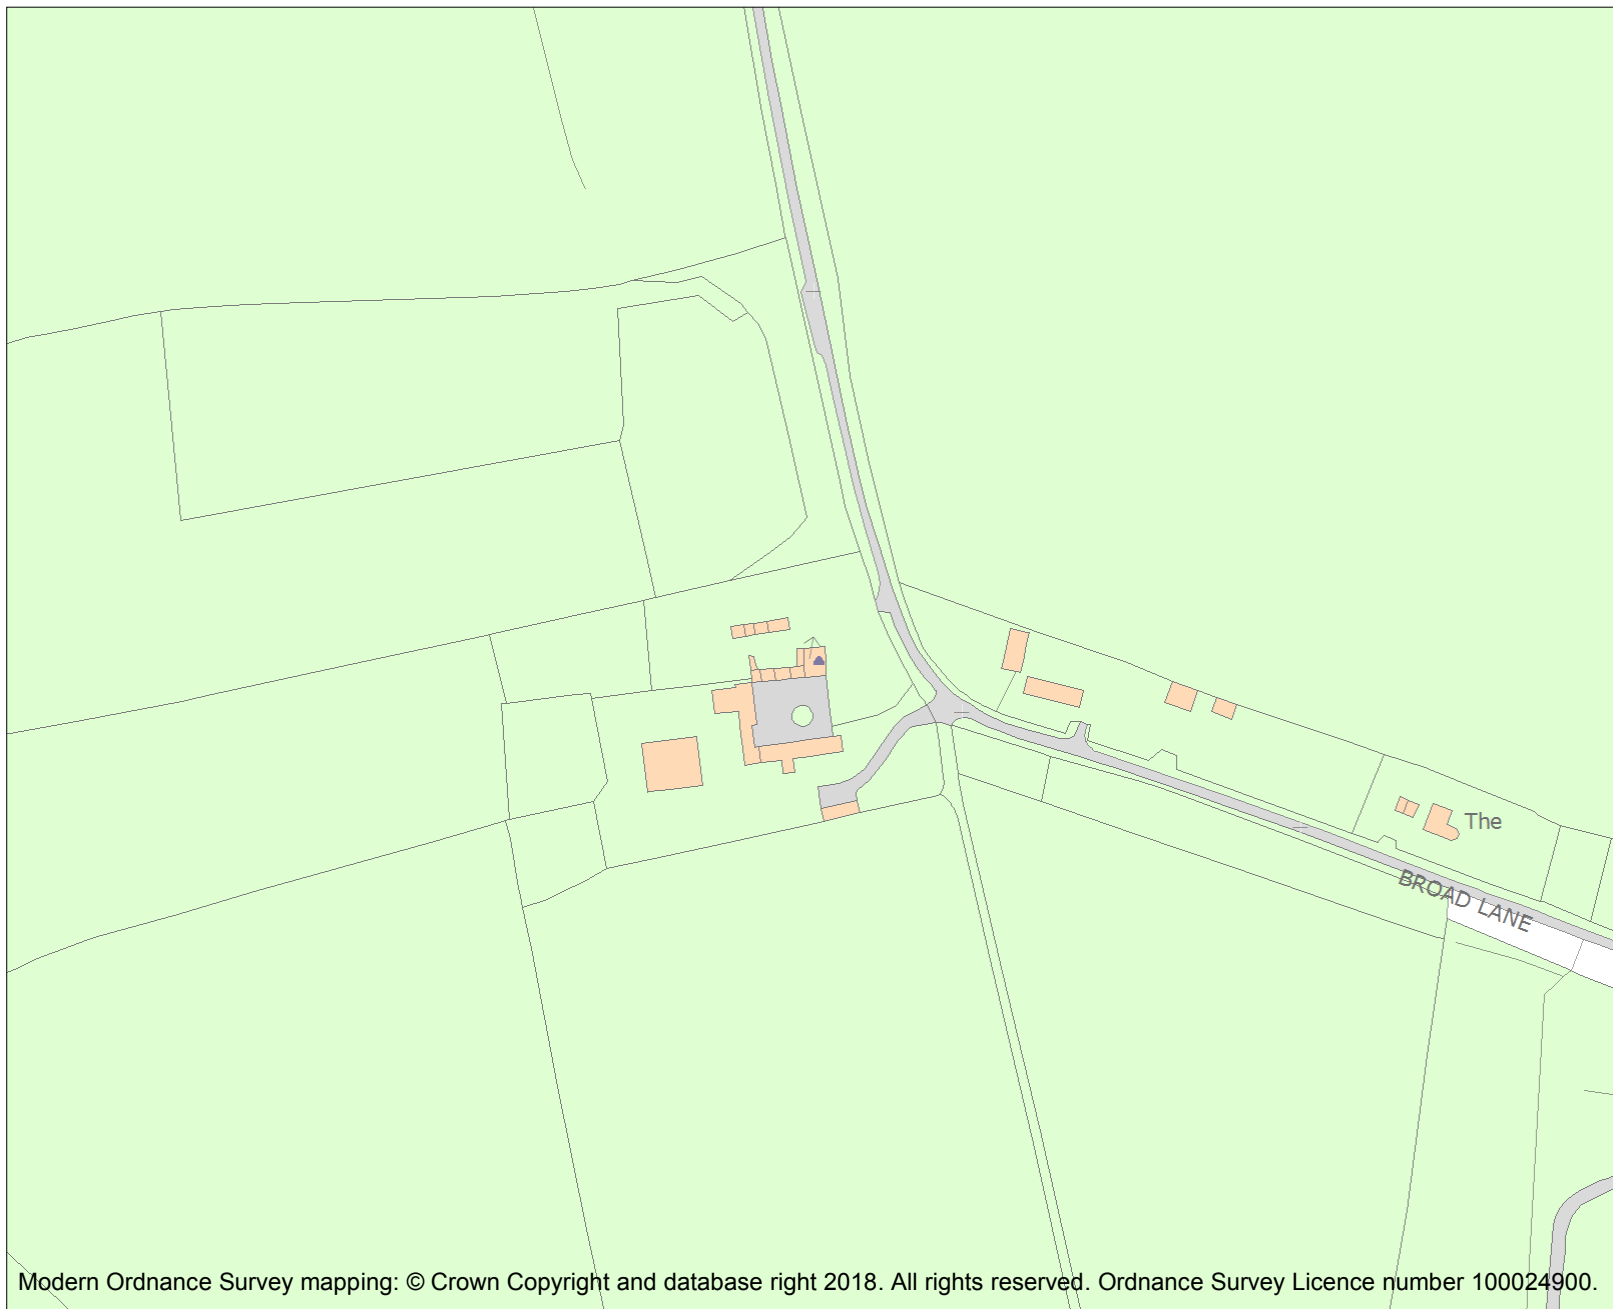 The
BROAD LANE
Modern Ordnance Survey mapping: © Crown Copyright and database right 2018. All rights reserved. Ordnance Survey Licence number 100024900.